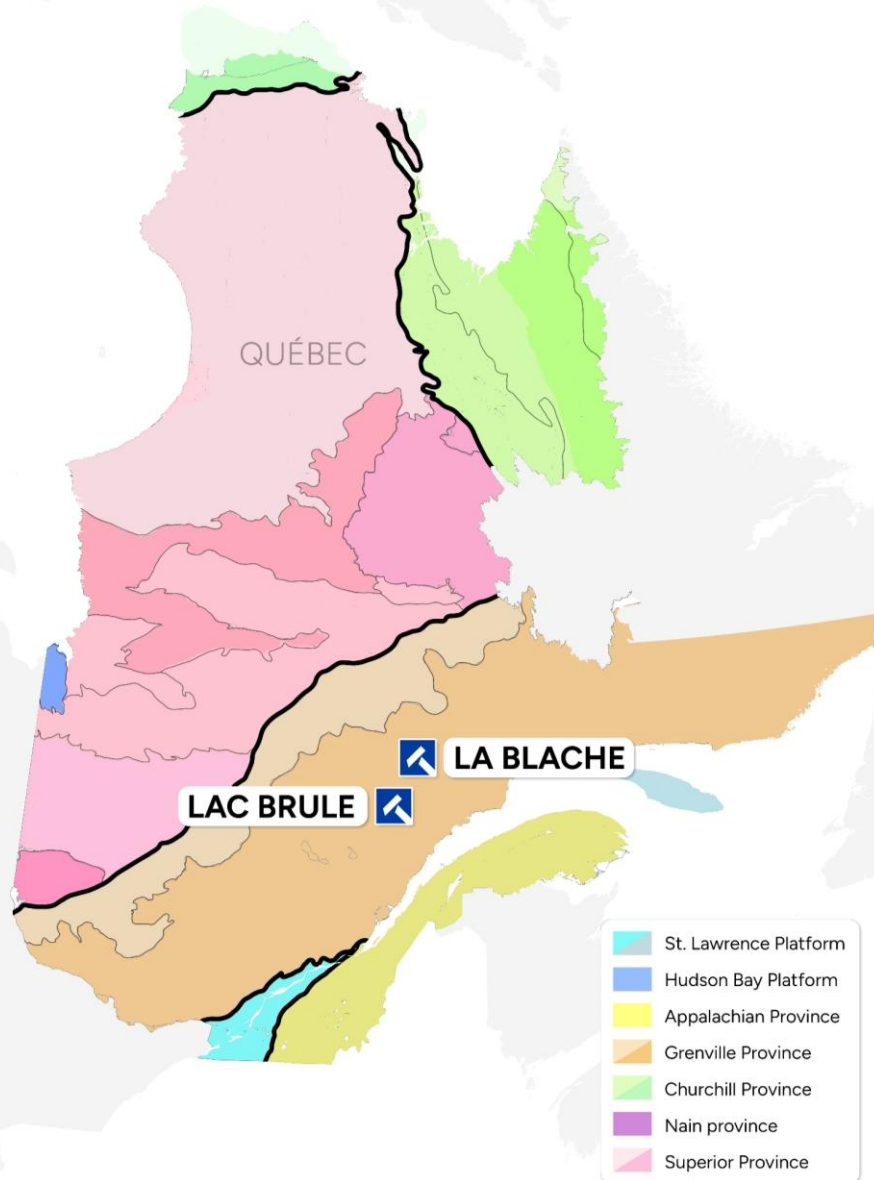 QUÉBEC
LA BLACHE
LAC BRULE
St. Lawrence Platform
Hudson Bay Platform
Appalachian Province
Grenville Province
Churchill Province
Nain province
Superior Province